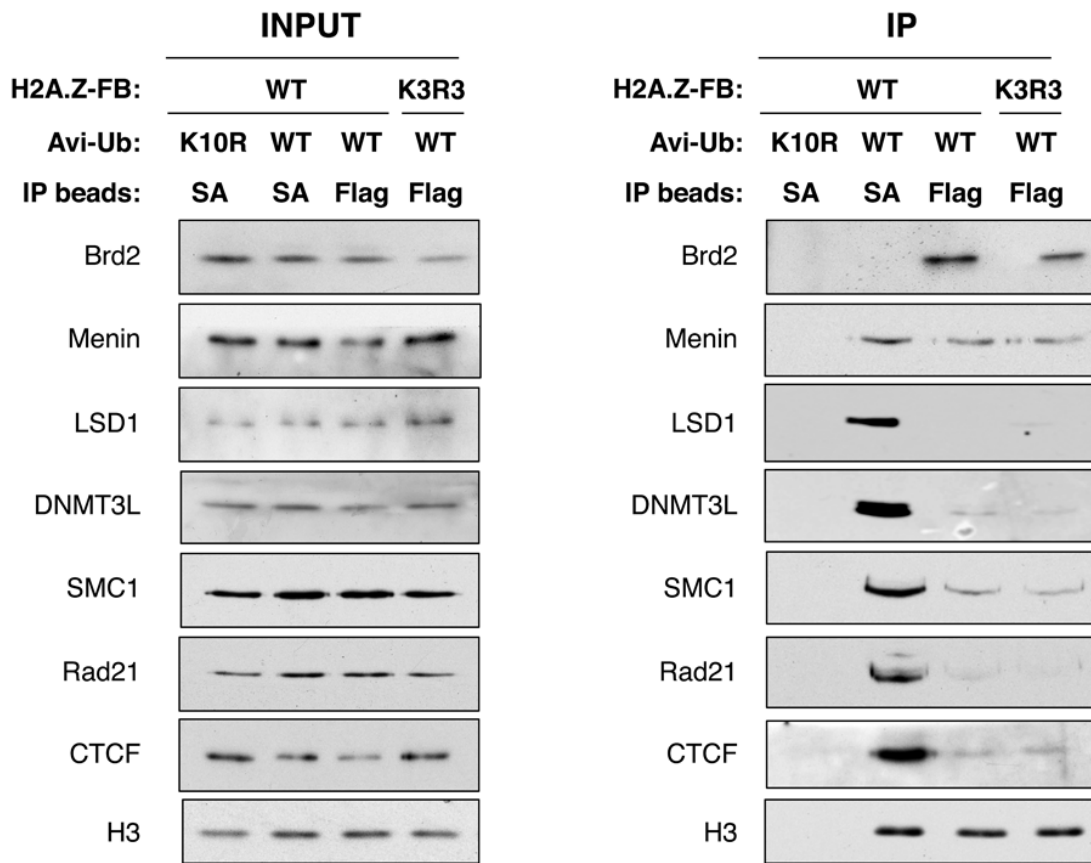 INPUT
H2A.Z-FB: WT K3R3
Avi-Ub: K10R WT WT WT
IP beads: SA SA Flag Flag
Brd2
Menin
LSD1
DNMT3L
SMC1
Rad21
CTCF
H3
IP
H2A.Z-FB: WT K3R3
Avi-Ub: K10R WT WT WT
IP beads: SA SA Flag Flag
Brd2
Menin
LSD1
DNMT3L
SMC1
Rad21
CTCF
H3